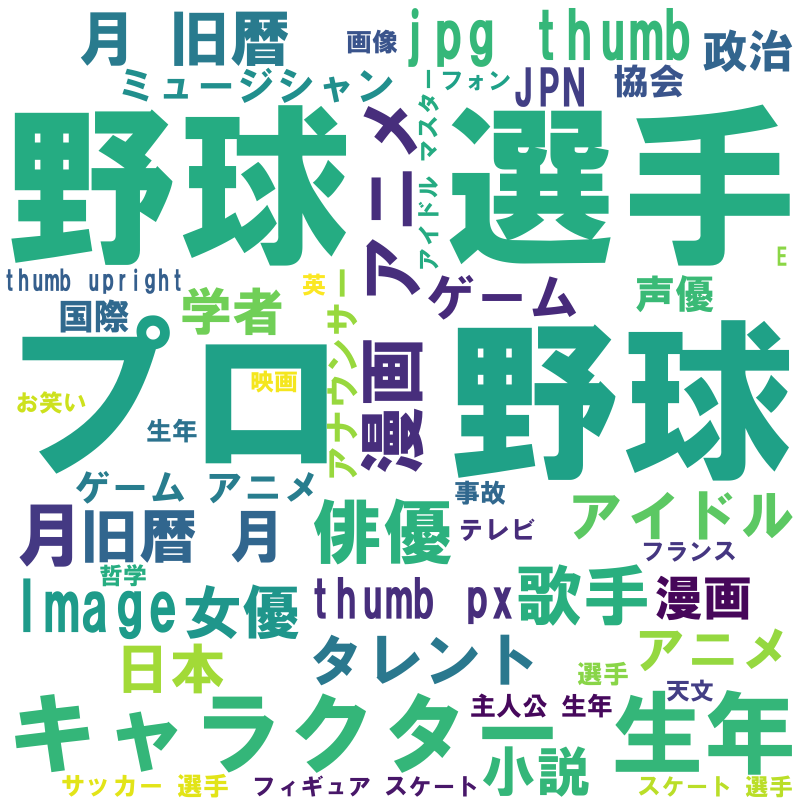 月 旧暦
画像
jpg thumb
政治
ミュージシャン
ーフォン
JPN
協会
野球 選手
アニメ
アイドル マスター
E
thumb upright
国際
学者
英
アナウンサー
ゲーム
声優
プロ 野球
漫画
映画
お笑い
生年
ゲーム アニメ
事故
月
旧暦 月
俳優
テレビ
アイドル
フランス
哲学
Image
女優
thumb px
歌手
漫画
日本
タレント
アニメ
選手
天文
キャラクター
主人公 生年
生年
小説
サッカー 選手
フィギュア スケート
スケート 選手